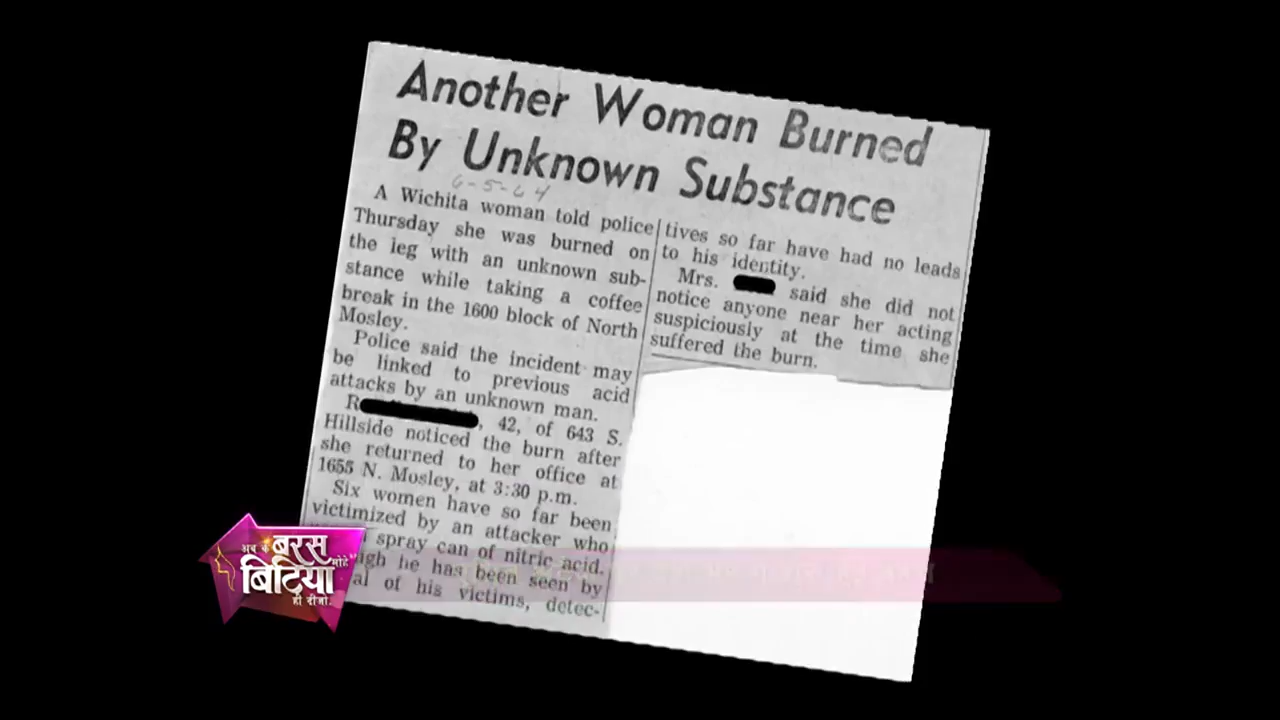 Another Woman Burned
By Unknown Substance
6-5-64
A Wichita woman told police
Thursday she was burned on
the leg with an unknown sub-
stance while taking a coffee
break in the 1600 block of North
Mosley.
Police said the incident may
be linked to previous acid
attacks by an unknown man.
R , 42, of 643 S.
Hillside noticed the burn after
she returned to her office at
1655 N. Mosley, at 3:30 p.m.
Six women have so far been
victimized by an attacker who
spray can of nitric acid.
he has been seen by
of his victims, detec-
tives so far have had no leads
to his identity.
Mrs. said she did not
notice anyone near her acting
suspiciously at the time she
suffered the burn.
अब के
बरस
मोहे
बिटिया
ही दीजो